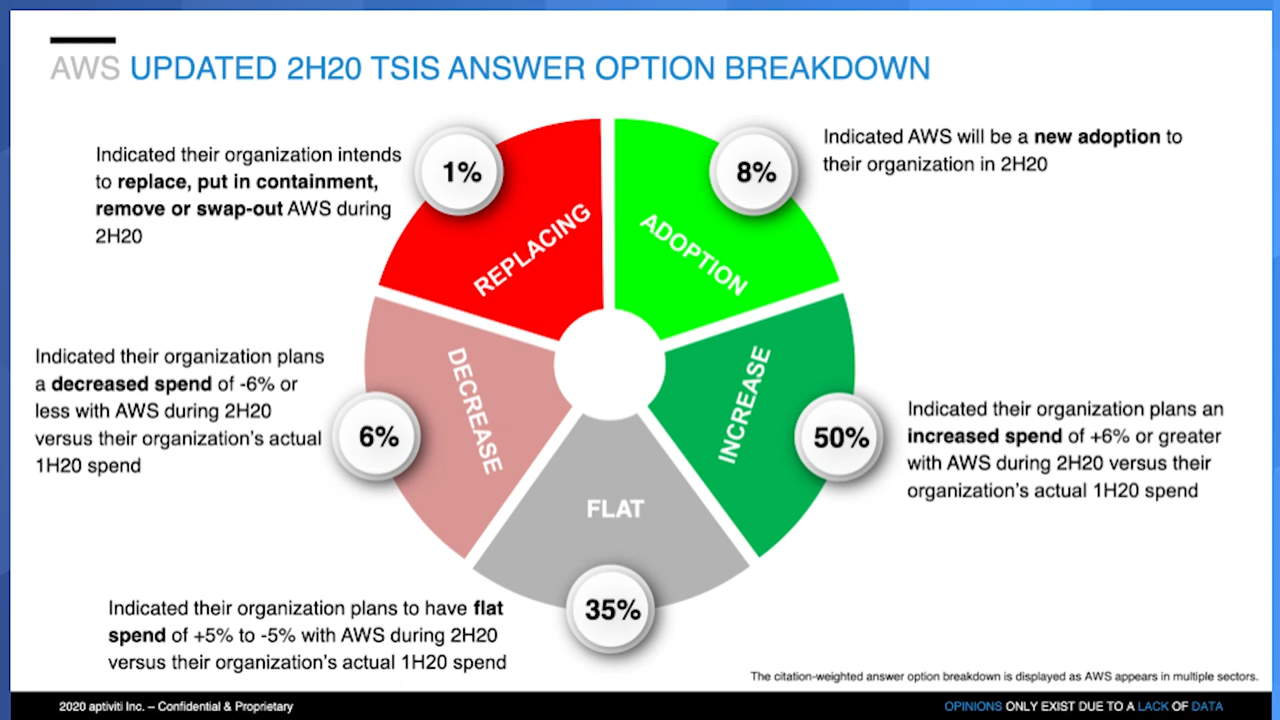 AWS UPDATED 2H20 TSIS ANSWER OPTION BREAKDOWN
Indicated their organization intends
to replace, put in containment,
remove or swap-out AWS during
2H20
1%
REPLACING
8%
ADOPTION
Indicated AWS will be a new adoption to
their organization in 2H20
Indicated their organization plans
a decreased spend of -6% or
less with AWS during 2H20
versus their organization's actual
1H20 spend
6%
DECREASE
INCREASE
50%
Indicated their organization plans an
increased spend of +6% or greater
with AWS during 2H20 versus their
organization's actual 1H20 spend
FLAT
35%
Indicated their organization plans to have flat
spend of +5% to -5% with AWS during 2H20
versus their organization's actual 1H20 spend
The citation-weighted answer option breakdown is displayed as AWS appears in multiple sectors.
2020 aptiviti Inc. – Confidential & Proprietary
OPINIONS ONLY EXIST DUE TO A LACK OF DATA